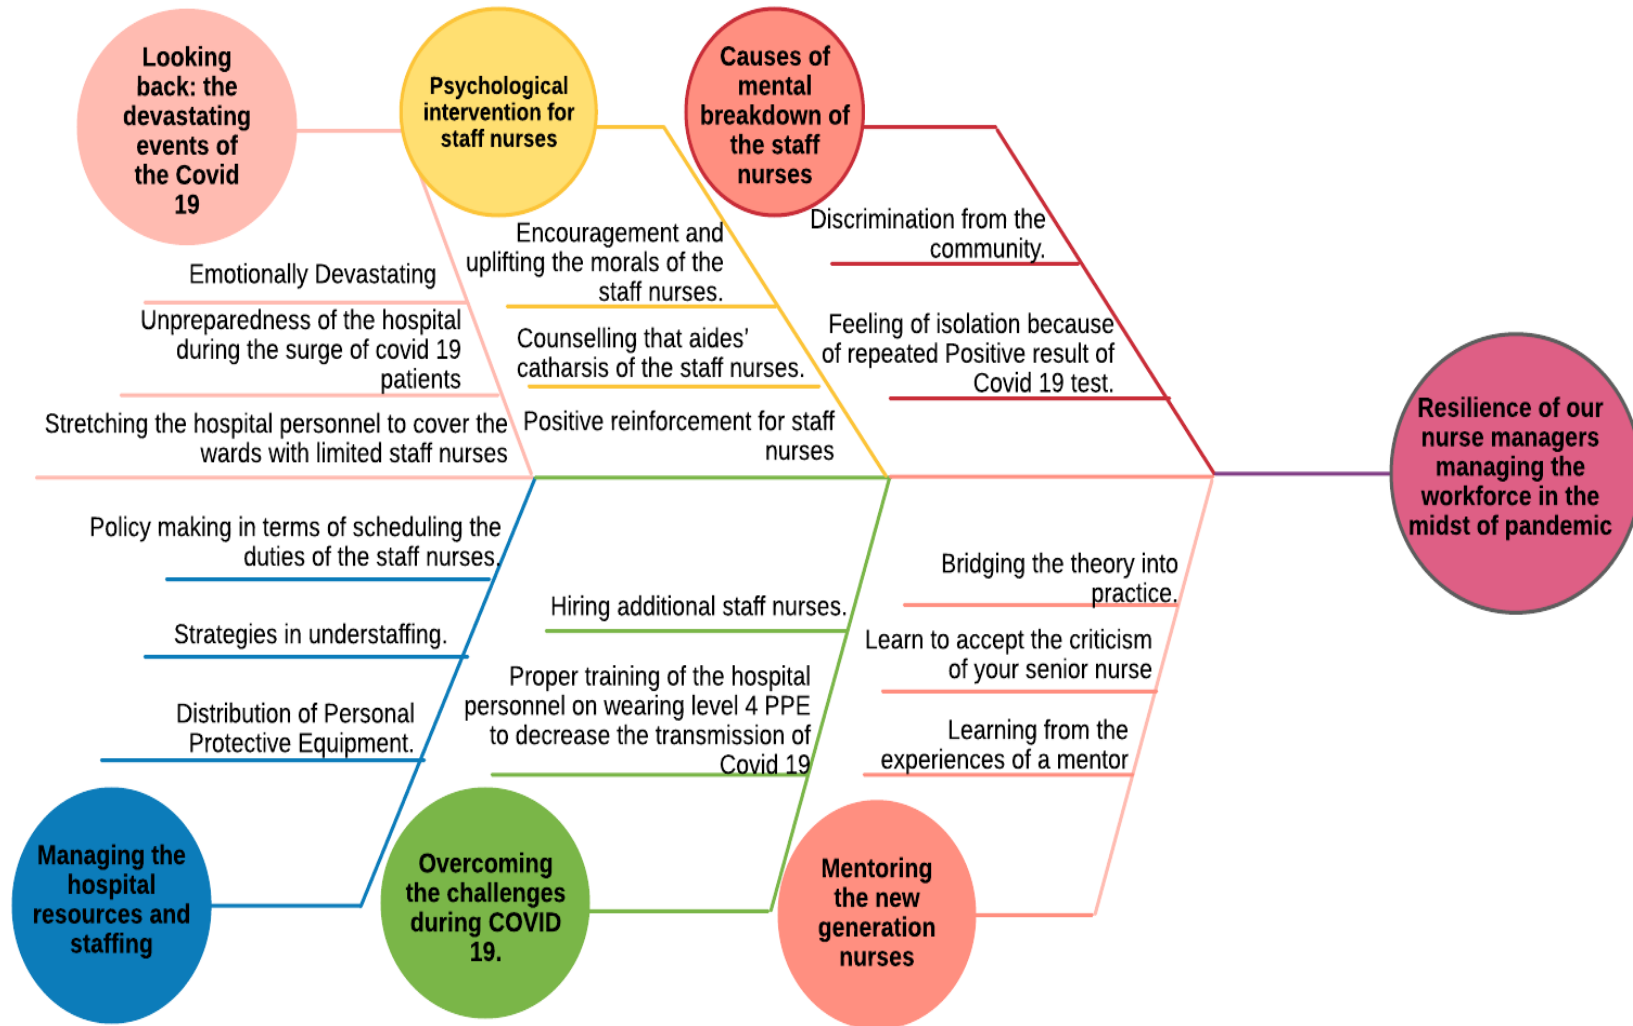 Looking
back: the
devastating
events of
the Covid
19
Psychological
intervention for
staff nurses
Causes of
mental
breakdown of
the staff
nurses
Emotionally Devastating
Unpreparedness of the hospital
during the surge of covid 19
patients
Stretching the hospital personnel to cover the
wards with limited staff nurses
Encouragement and
uplifting the morals of the
staff nurses.
Counselling that aides’
catharsis of the staff nurses.
Positive reinforcement for staff
nurses
Discrimination from the
community.
Feeling of isolation because
of repeated Positive result of
Covid 19 test.
Resilience of our
nurse managers
managing the
workforce in the
midst of pandemic
Policy making in terms of scheduling the
duties of the staff nurses.
Strategies in understaffing.
Distribution of Personal
Protective Equipment.
Hiring additional staff nurses.
Proper training of the hospital
personnel on wearing level 4 PPE
to decrease the transmission of
Covid 19
Bridging the theory into
practice.
Learn to accept the criticism
of your senior nurse
Learning from the
experiences of a mentor
Managing the
hospital
resources and
staffing
Overcoming
the challenges
during COVID
19.
Mentoring
the new
generation
nurses